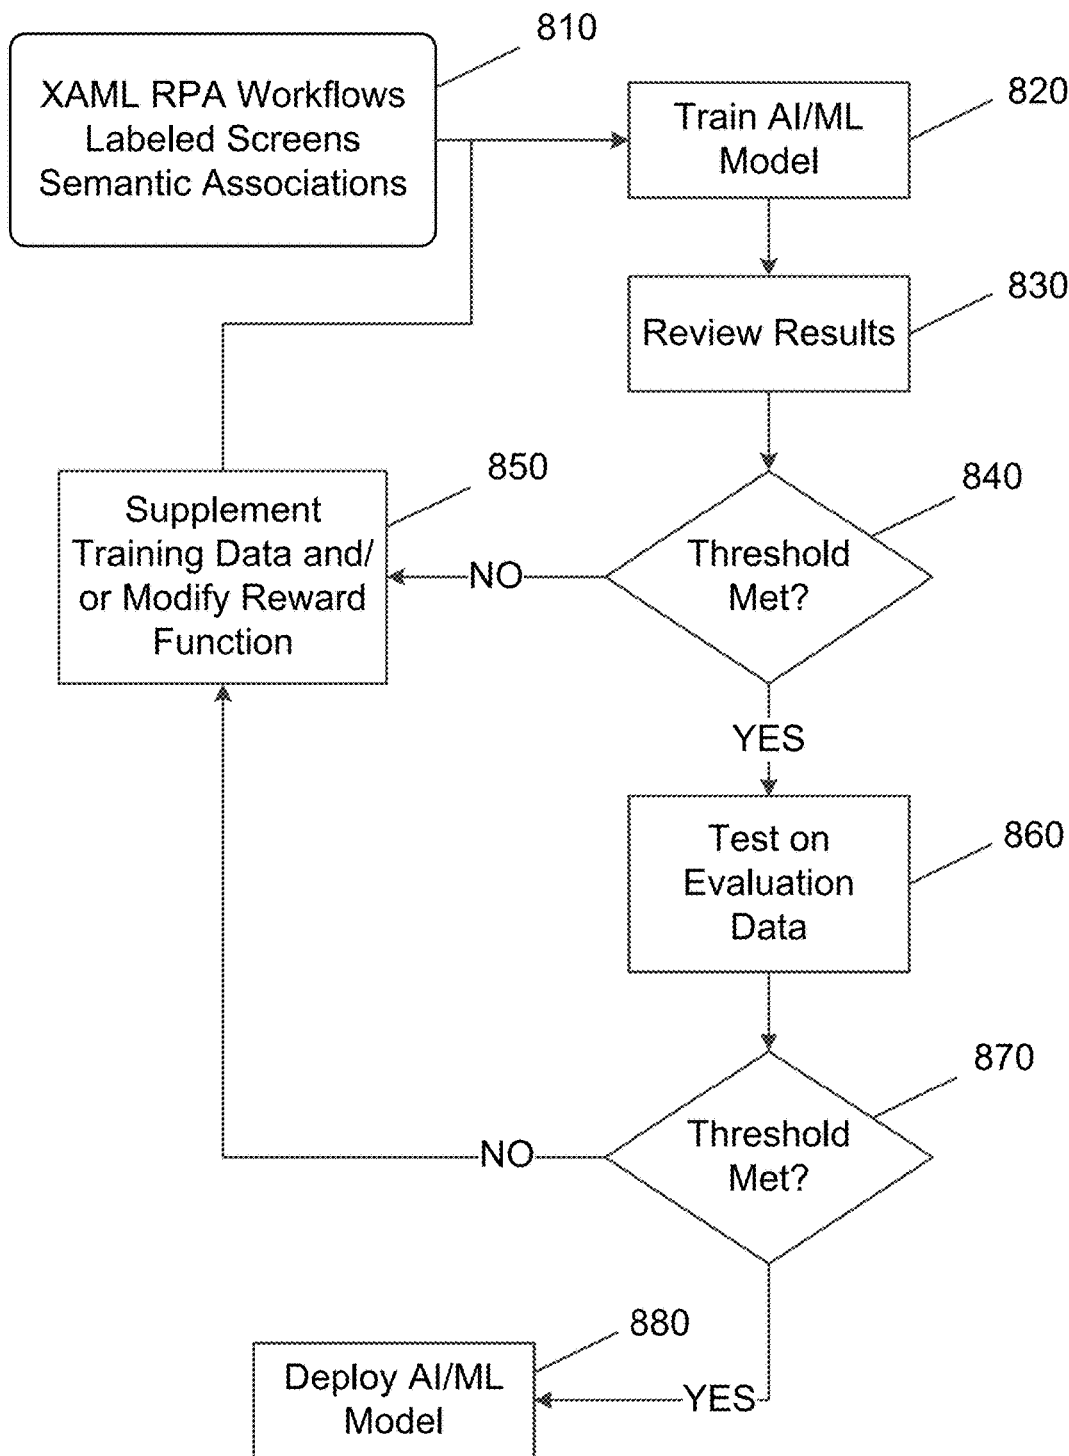 810
XAML RPA Workflows
Labeled Screens
Semantic Associations
820
Train AI/ML
Model
830
Review Results
840
Threshold
Met?
NO
850
Supplement
Training Data and/
or Modify Reward
Function
YES
860
Test on
Evaluation
Data
870
Threshold
Met?
NO
YES
880
Deploy AI/ML
Model